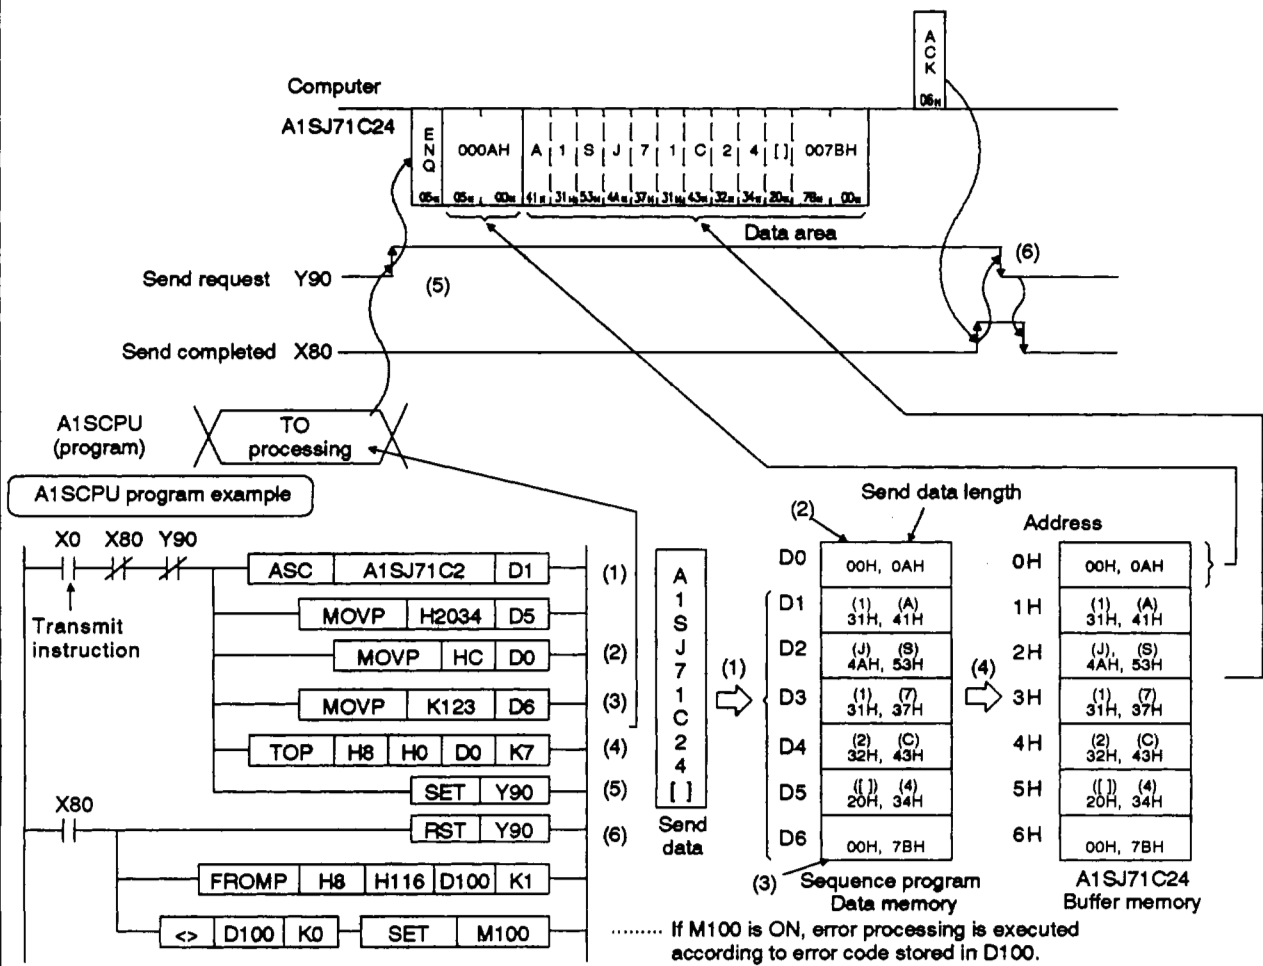 A
C
K
06H
Computer
A1SJ71C24
E
N
Q
000AH
A 1 S J 7 1 C 2 4 [ ] 007BH
05H 05H 00H 41H 31H 53H 4AH 37H 31H 43H 32H 34H 20H 7BH 00H
Data area
Send request Y90
(5)
(6)
Send completed X80
A1SCPU
(program)
TO
processing
A1SCPU program example
X0 X80 Y90
Transmit
instruction
ASC A1SJ71C2 D1 (1)
MOVP H2034 D5
MOVP HC D0 (2)
MOVP K123 D6 (3)
TOP H8 H0 D0 K7 (4)
SET Y90 (5)
X80
RST Y90 (6)
FROMP H8 H116 D100 K1
<> D100 K0 SET M100
A
1
S
J
7
1
C
2
4
[ ]
Send
data
(1)
Send data length
(2)
D0 00H, 0AH
D1 (1) (A)
31H, 41H
D2 (J) (S)
4AH, 53H
D3 (1) (7)
31H, 37H
D4 (2) (C)
32H, 43H
D5 ([ ]) (4)
20H, 34H
D6 00H, 7BH
(3)
Sequence program
Data memory
(4)
Address
0H 00H, 0AH
1H (1) (A)
31H, 41H
2H (J), (S)
4AH, 53H
3H (1) (7)
31H, 37H
4H (2) (C)
32H, 43H
5H ([ ]) (4)
20H, 34H
6H 00H, 7BH
A1SJ71C24
Buffer memory
......... If M100 is ON, error processing is executed
according to error code stored in D100.